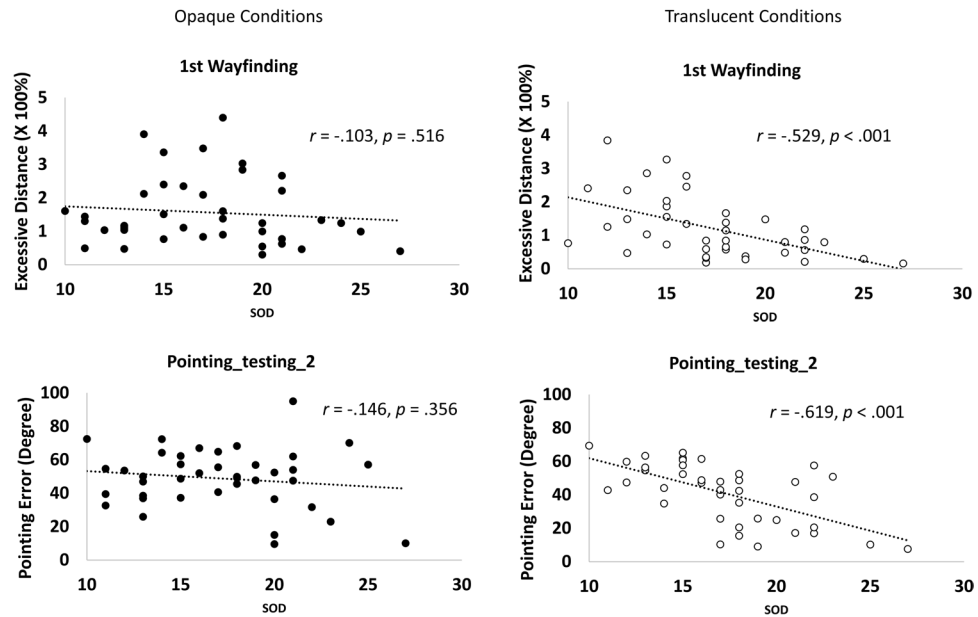 Opaque Conditions
Translucent Conditions
1st Wayfinding
Excessive Distance (X 100%)
5
4
3
2
1
0
r = -.103, p = .516
10
15
20
25
30
SOD
1st Wayfinding
Excessive Distance (X 100%)
5
4
3
2
1
0
r = -.529, p < .001
10
15
20
25
30
SOD
Pointing_testing_2
Pointing Error (Degree)
100
80
60
40
20
0
r = -.146, p = .356
10
15
20
25
30
SOD
Pointing_testing_2
Pointing Error (Degree)
100
80
60
40
20
0
r = -.619, p < .001
10
15
20
25
30
SOD